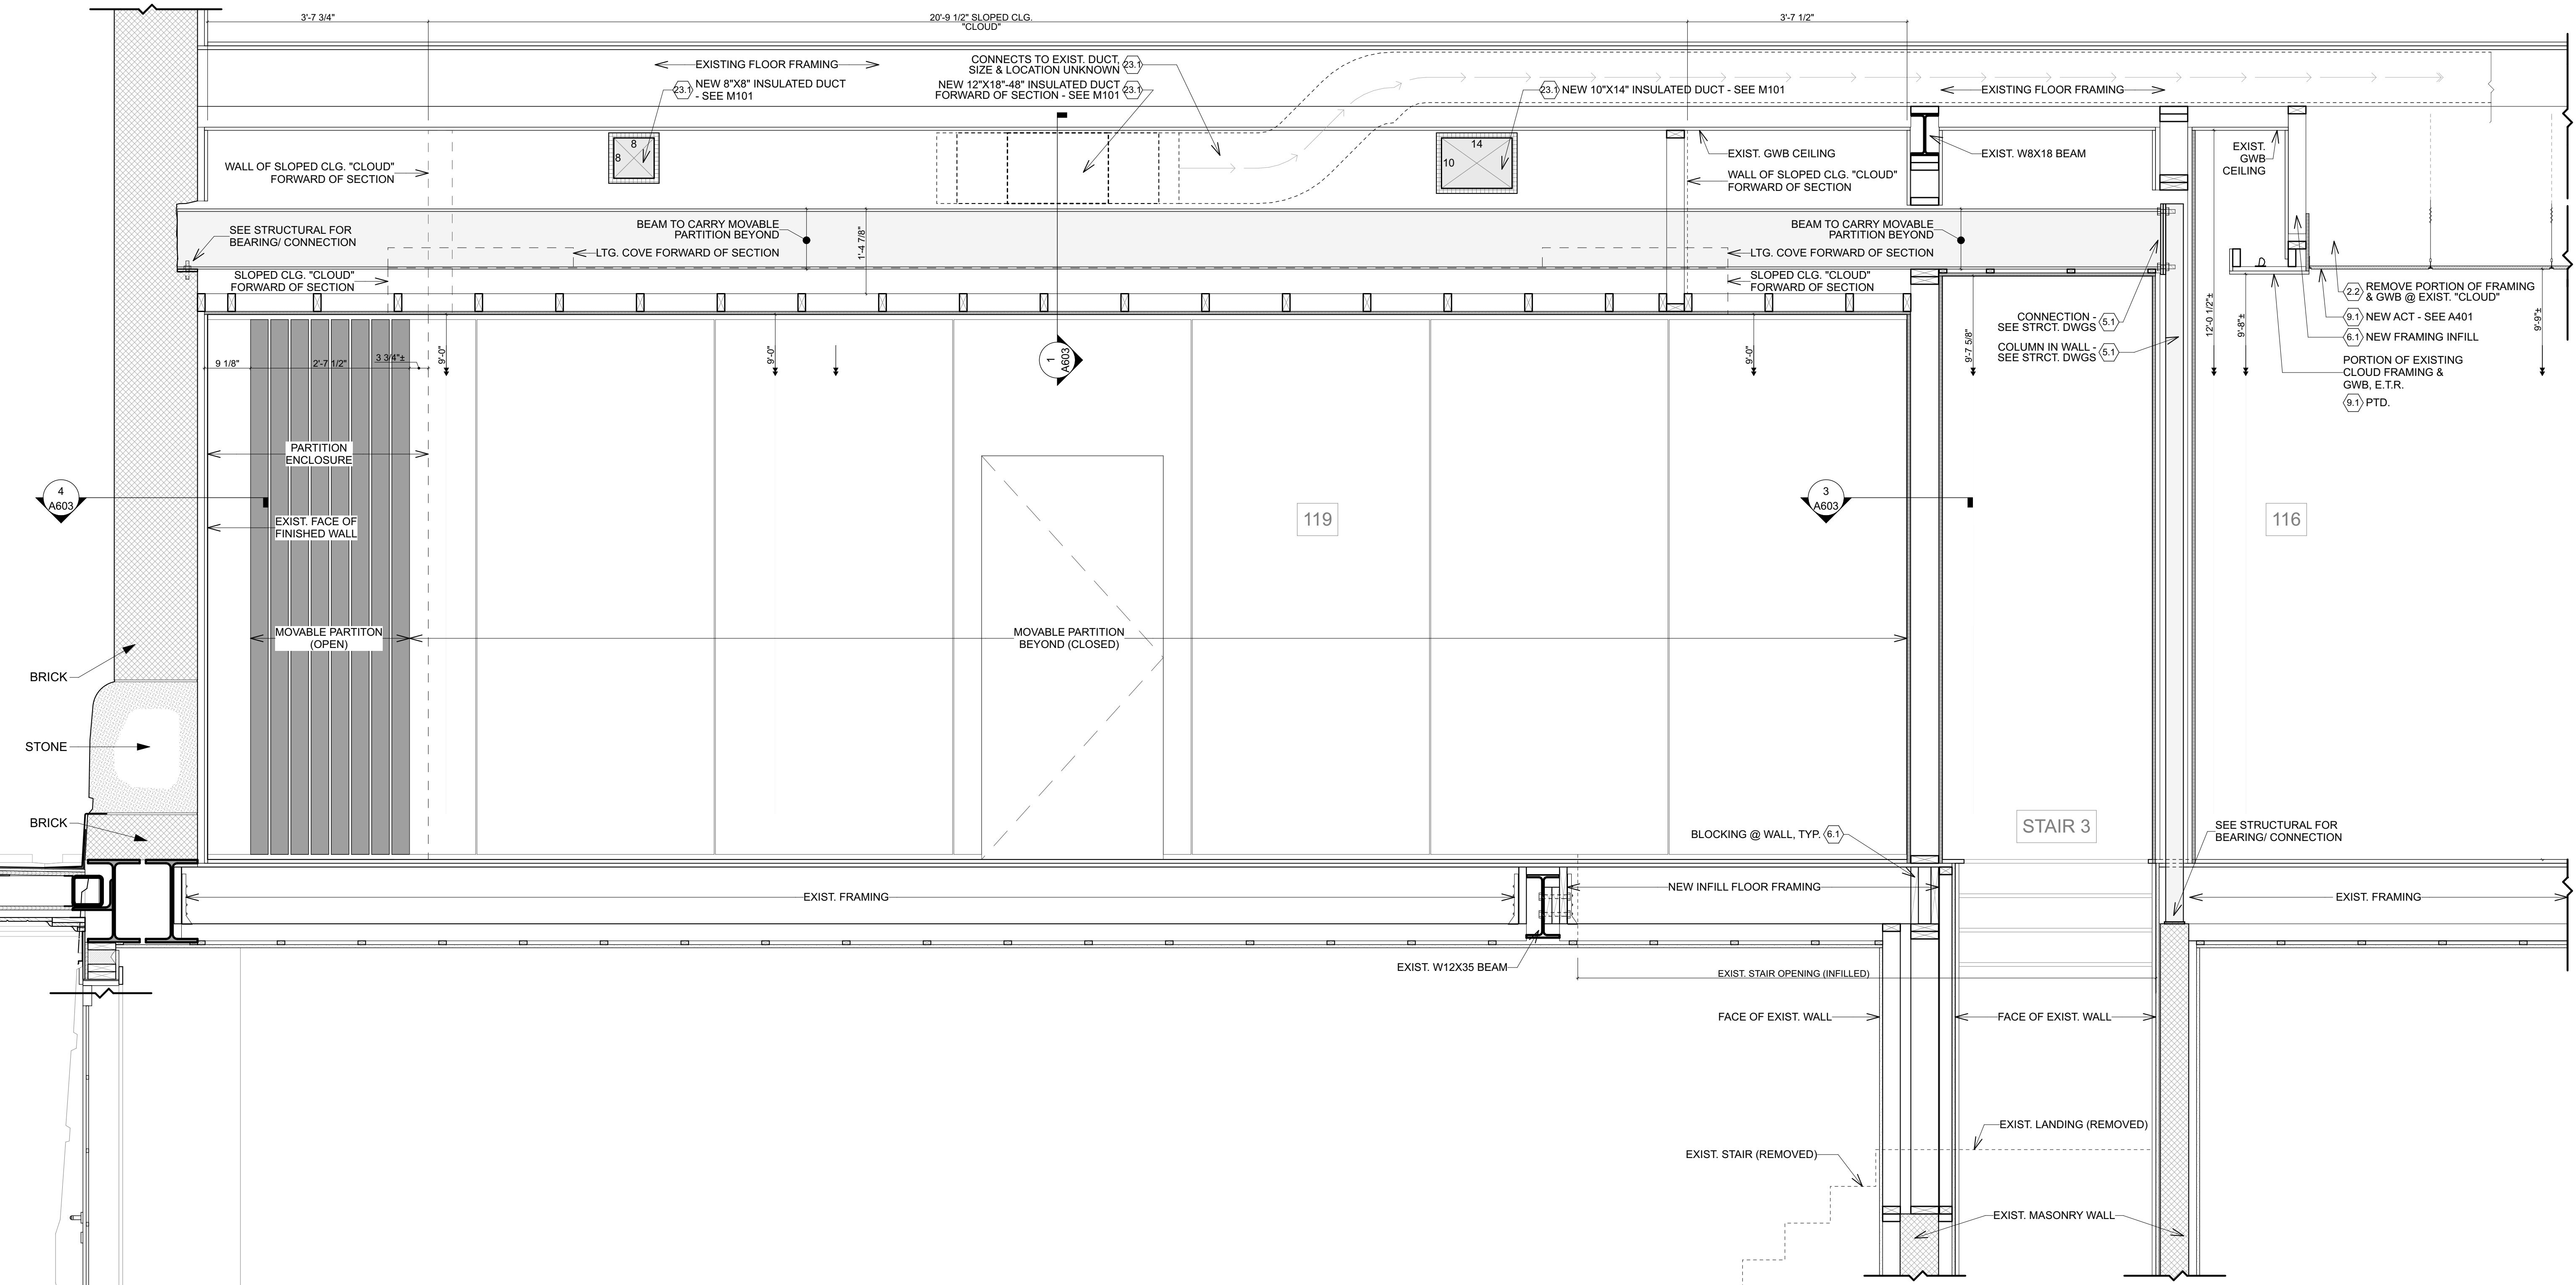 3'-7 3/4"
20'-9 1/2" SLOPED CLG.
"CLOUD"
3'-7 1/2"
EXISTING FLOOR FRAMING
23.1
NEW 8"X8" INSULATED DUCT
- SEE M101
CONNECTS TO EXIST. DUCT,
SIZE & LOCATION UNKNOWN
23.1
NEW 12"X18"-48" INSULATED DUCT
FORWARD OF SECTION - SEE M101
23.1
23.1
NEW 10"X14" INSULATED DUCT - SEE M101
EXISTING FLOOR FRAMING
WALL OF SLOPED CLG. "CLOUD"
FORWARD OF SECTION
8
8
14
10
EXIST. GWB CEILING
WALL OF SLOPED CLG. "CLOUD"
FORWARD OF SECTION
EXIST. W8X18 BEAM
EXIST.
GWB
CEILING
SEE STRUCTURAL FOR
BEARING/ CONNECTION
BEAM TO CARRY MOVABLE
PARTITION BEYOND
LTG. COVE FORWARD OF SECTION
1'-4 7/8"
BEAM TO CARRY MOVABLE
PARTITION BEYOND
LTG. COVE FORWARD OF SECTION
SLOPED CLG. "CLOUD"
FORWARD OF SECTION
SLOPED CLG. "CLOUD"
FORWARD OF SECTION
2.2
REMOVE PORTION OF FRAMING
& GWB @ EXIST. "CLOUD"
9.1
NEW ACT - SEE A401
6.1
NEW FRAMING INFILL
PORTION OF EXISTING
CLOUD FRAMING &
GWB, E.T.R.
9.1
PTD.
CONNECTION -
SEE STRCT. DWGS
5.1
COLUMN IN WALL -
SEE STRCT. DWGS
5.1
9 1/8"
2'-7 1/2"
3 3/4"±
9'-0"
9'-0"
1
A603
9'-0"
9'-7 5/8"
12'-0 1/2"±
9'-8"±
9'-9"±
PARTITION
ENCLOSURE
4
A603
EXIST. FACE OF
FINISHED WALL
119
3
A603
116
MOVABLE PARTITON
(OPEN)
MOVABLE PARTITION
BEYOND (CLOSED)
BRICK
STONE
BRICK
BLOCKING @ WALL, TYP.
6.1
STAIR 3
SEE STRUCTURAL FOR
BEARING/ CONNECTION
EXIST. FRAMING
NEW INFILL FLOOR FRAMING
EXIST. FRAMING
EXIST. W12X35 BEAM
EXIST. STAIR OPENING (INFILLED)
FACE OF EXIST. WALL
FACE OF EXIST. WALL
EXIST. LANDING (REMOVED)
EXIST. STAIR (REMOVED)
EXIST. MASONRY WALL